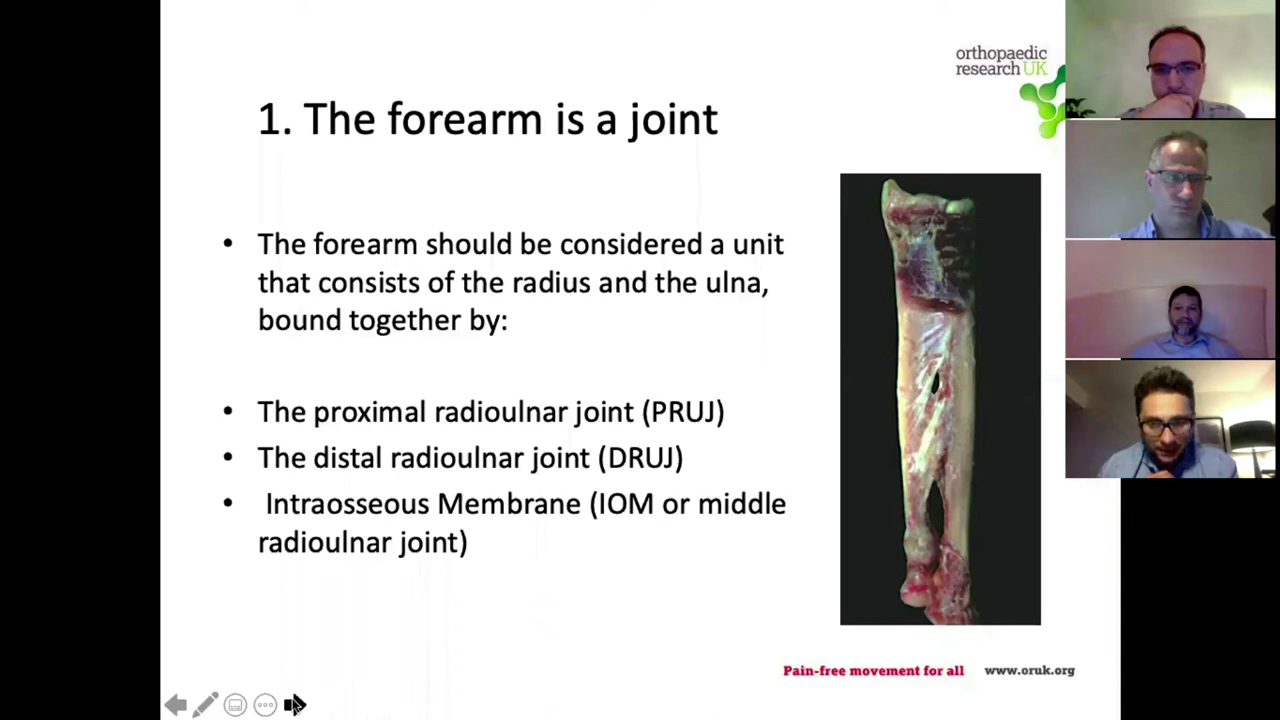 orthopaedic
research UK
1. The forearm is a joint
• The forearm should be considered a unit
that consists of the radius and the ulna,
bound together by:
• The proximal radioulnar joint (PRUJ)
• The distal radioulnar joint (DRUJ)
• Intraosseous Membrane (IOM or middle
radioulnar joint)
Pain-free movement for all www.oruk.org